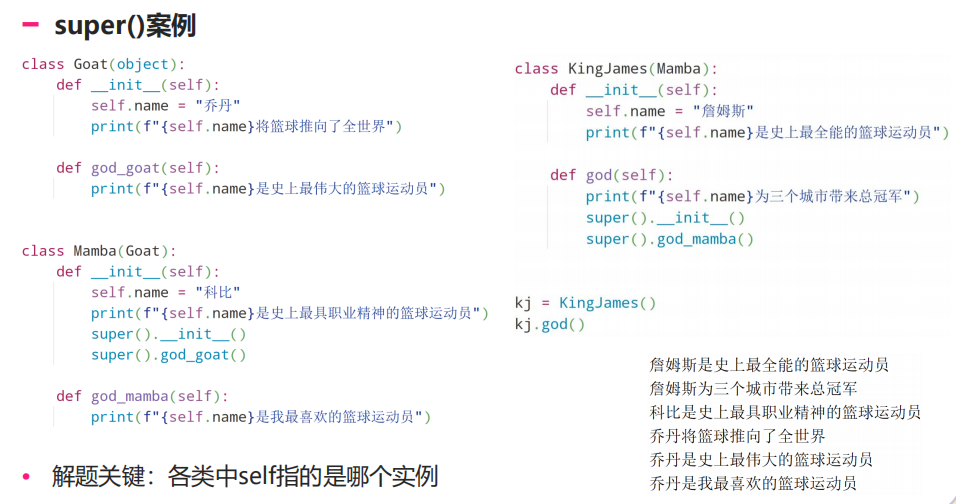 super()案例
class Goat(object):
    def __init__(self):
        self.name = "乔丹"
        print(f"{self.name}将篮球推向了全世界")
    def god_goat(self):
        print(f"{self.name}是史上最伟大的篮球运动员")
class Mamba(Goat):
    def __init__(self):
        self.name = "科比"
        print(f"{self.name}是史上最具职业精神的篮球运动员")
        super().__init__()
        super().god_goat()
    def god_mamba(self):
        print(f"{self.name}是我最喜欢的篮球运动员")
class KingJames(Mamba):
    def __init__(self):
        self.name = "詹姆斯"
        print(f"{self.name}是史上最全能的篮球运动员")
    def god(self):
        print(f"{self.name}为三个城市带来总冠军")
        super().__init__()
        super().god_mamba()
kj = KingJames()
kj.god()
詹姆斯是史上最全能的篮球运动员
詹姆斯为三个城市带来总冠军
科比是史上最具职业精神的篮球运动员
乔丹将篮球推向了全世界
乔丹是史上最伟大的篮球运动员
乔丹是我最喜欢的篮球运动员
解题关键：各类中self指的是哪个实例